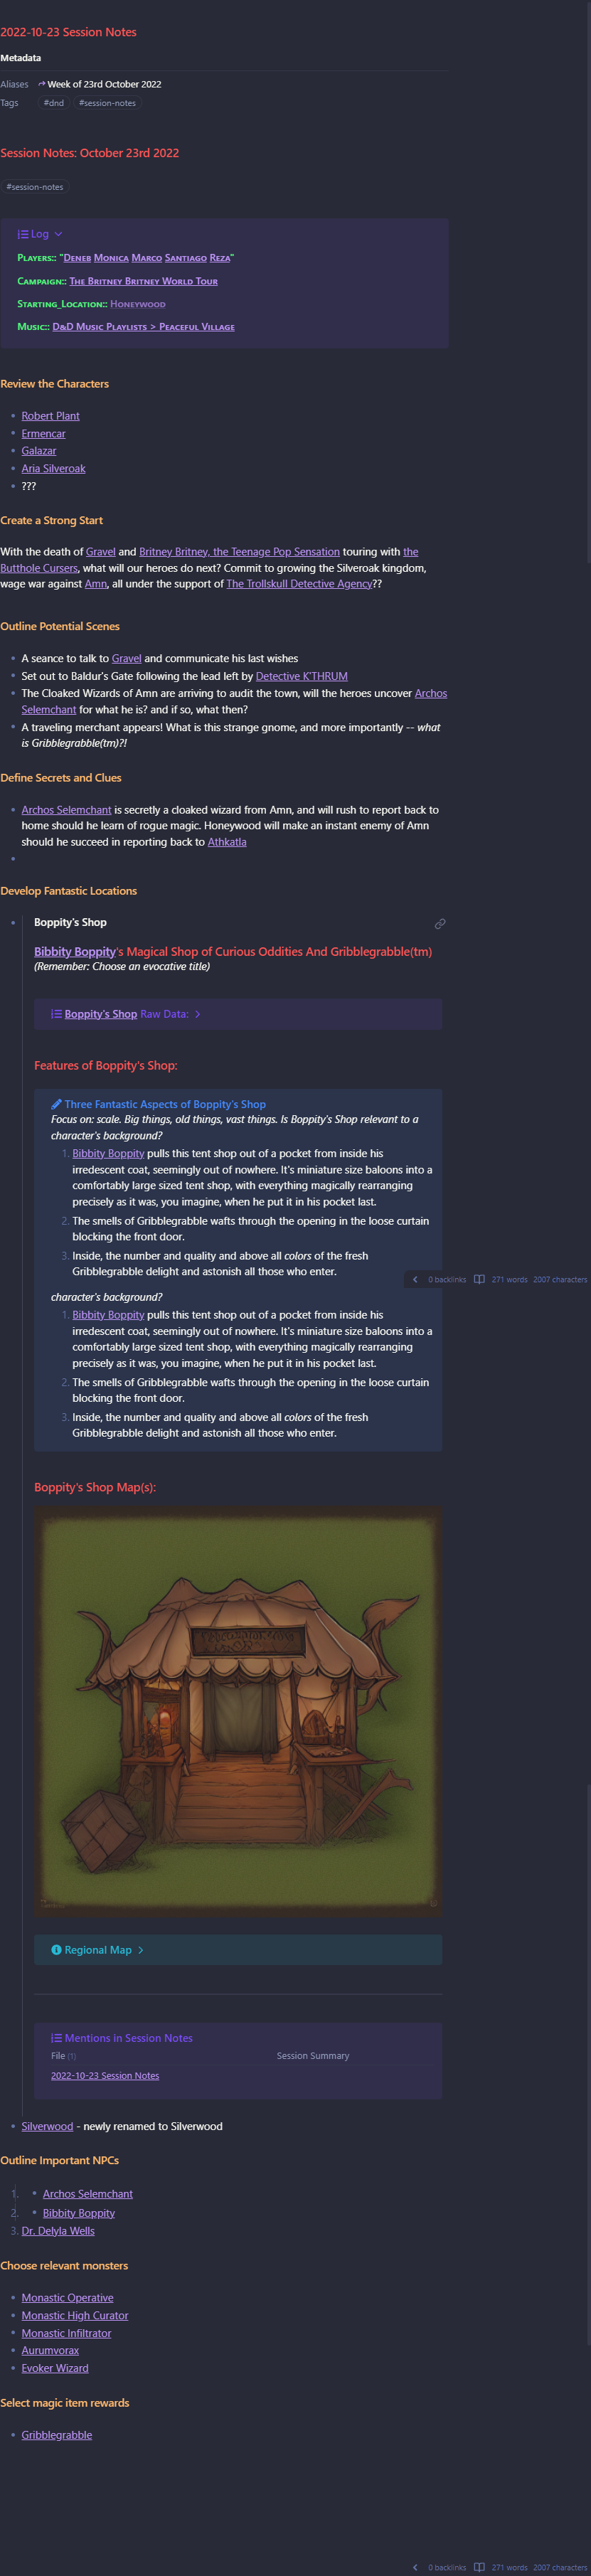 2022-10-23 Session Notes
Metadata
Aliases Week of 23rd October 2022
Tags #dnd #session-notes
Session Notes: October 23rd 2022
#session-notes
Log
Players:: "Deneb Monica Marco Santiago Reza"
Campaign:: The Britney Britney World Tour
Starting_Location:: Honeywood
Music:: D&D Music Playlists > Peaceful Village
Review the Characters
Robert Plant
Ermencar
Galazar
Aria Silveroak
???
Create a Strong Start
With the death of Gravel and Britney Britney, the Teenage Pop Sensation touring with the
Butthole Cursers, what will our heroes do next? Commit to growing the Silveroak kingdom,
wage war against Amn, all under the support of The Trollskull Detective Agency??
Outline Potential Scenes
A seance to talk to Gravel and communicate his last wishes
Set out to Baldur's Gate following the lead left by Detective K'THRUM
The Cloaked Wizards of Amn are arriving to audit the town, will the heroes uncover Archos
Selemchant for what he is? and if so, what then?
A traveling merchant appears! What is this strange gnome, and more importantly -- what
is Gribblegrabble(tm)?!
Define Secrets and Clues
Archos Selemchant is secretly a cloaked wizard from Amn, and will rush to report back to
home should he learn of rogue magic. Honeywood will make an instant enemy of Amn
should he succeed in reporting back to Athkatla
Develop Fantastic Locations
Boppity's Shop
Bibbity Boppity's Magical Shop of Curious Oddities And Gribblegrabble(tm)
(Remember: Choose an evocative title)
Boppity's Shop Raw Data:
Features of Boppity's Shop:
Three Fantastic Aspects of Boppity's Shop
Focus on: scale. Big things, old things, vast things. Is Boppity's Shop relevant to a
character's background?
1. Bibbity Boppity pulls this tent shop out of a pocket from inside his
irredescent coat, seemingly out of nowhere. It's miniature size baloons into a
comfortably large sized tent shop, with everything magically rearranging
precisely as it was, you imagine, when he put it in his pocket last.
2. The smells of Gribblegrabble wafts through the opening in the loose curtain
blocking the front door.
3. Inside, the number and quality and above all colors of the fresh
Gribblegrabble delight and astonish all those who enter.
0 backlinks 271 words 2007 characters
character's background?
1. Bibbity Boppity pulls this tent shop out of a pocket from inside his
irredescent coat, seemingly out of nowhere. It's miniature size baloons into a
comfortably large sized tent shop, with everything magically rearranging
precisely as it was, you imagine, when he put it in his pocket last.
2. The smells of Gribblegrabble wafts through the opening in the loose curtain
blocking the front door.
3. Inside, the number and quality and above all colors of the fresh
Gribblegrabble delight and astonish all those who enter.
Boppity's Shop Map(s):
Regional Map
Mentions in Session Notes
File (1) Session Summary
2022-10-23 Session Notes
Silverwood - newly renamed to Silverwood
Outline Important NPCs
1. Archos Selemchant
2. Bibbity Boppity
3. Dr. Delyla Wells
Choose relevant monsters
Monastic Operative
Monastic High Curator
Monastic Infiltrator
Aurumvorax
Evoker Wizard
Select magic item rewards
Gribblegrabble
0 backlinks 271 words 2007 characters